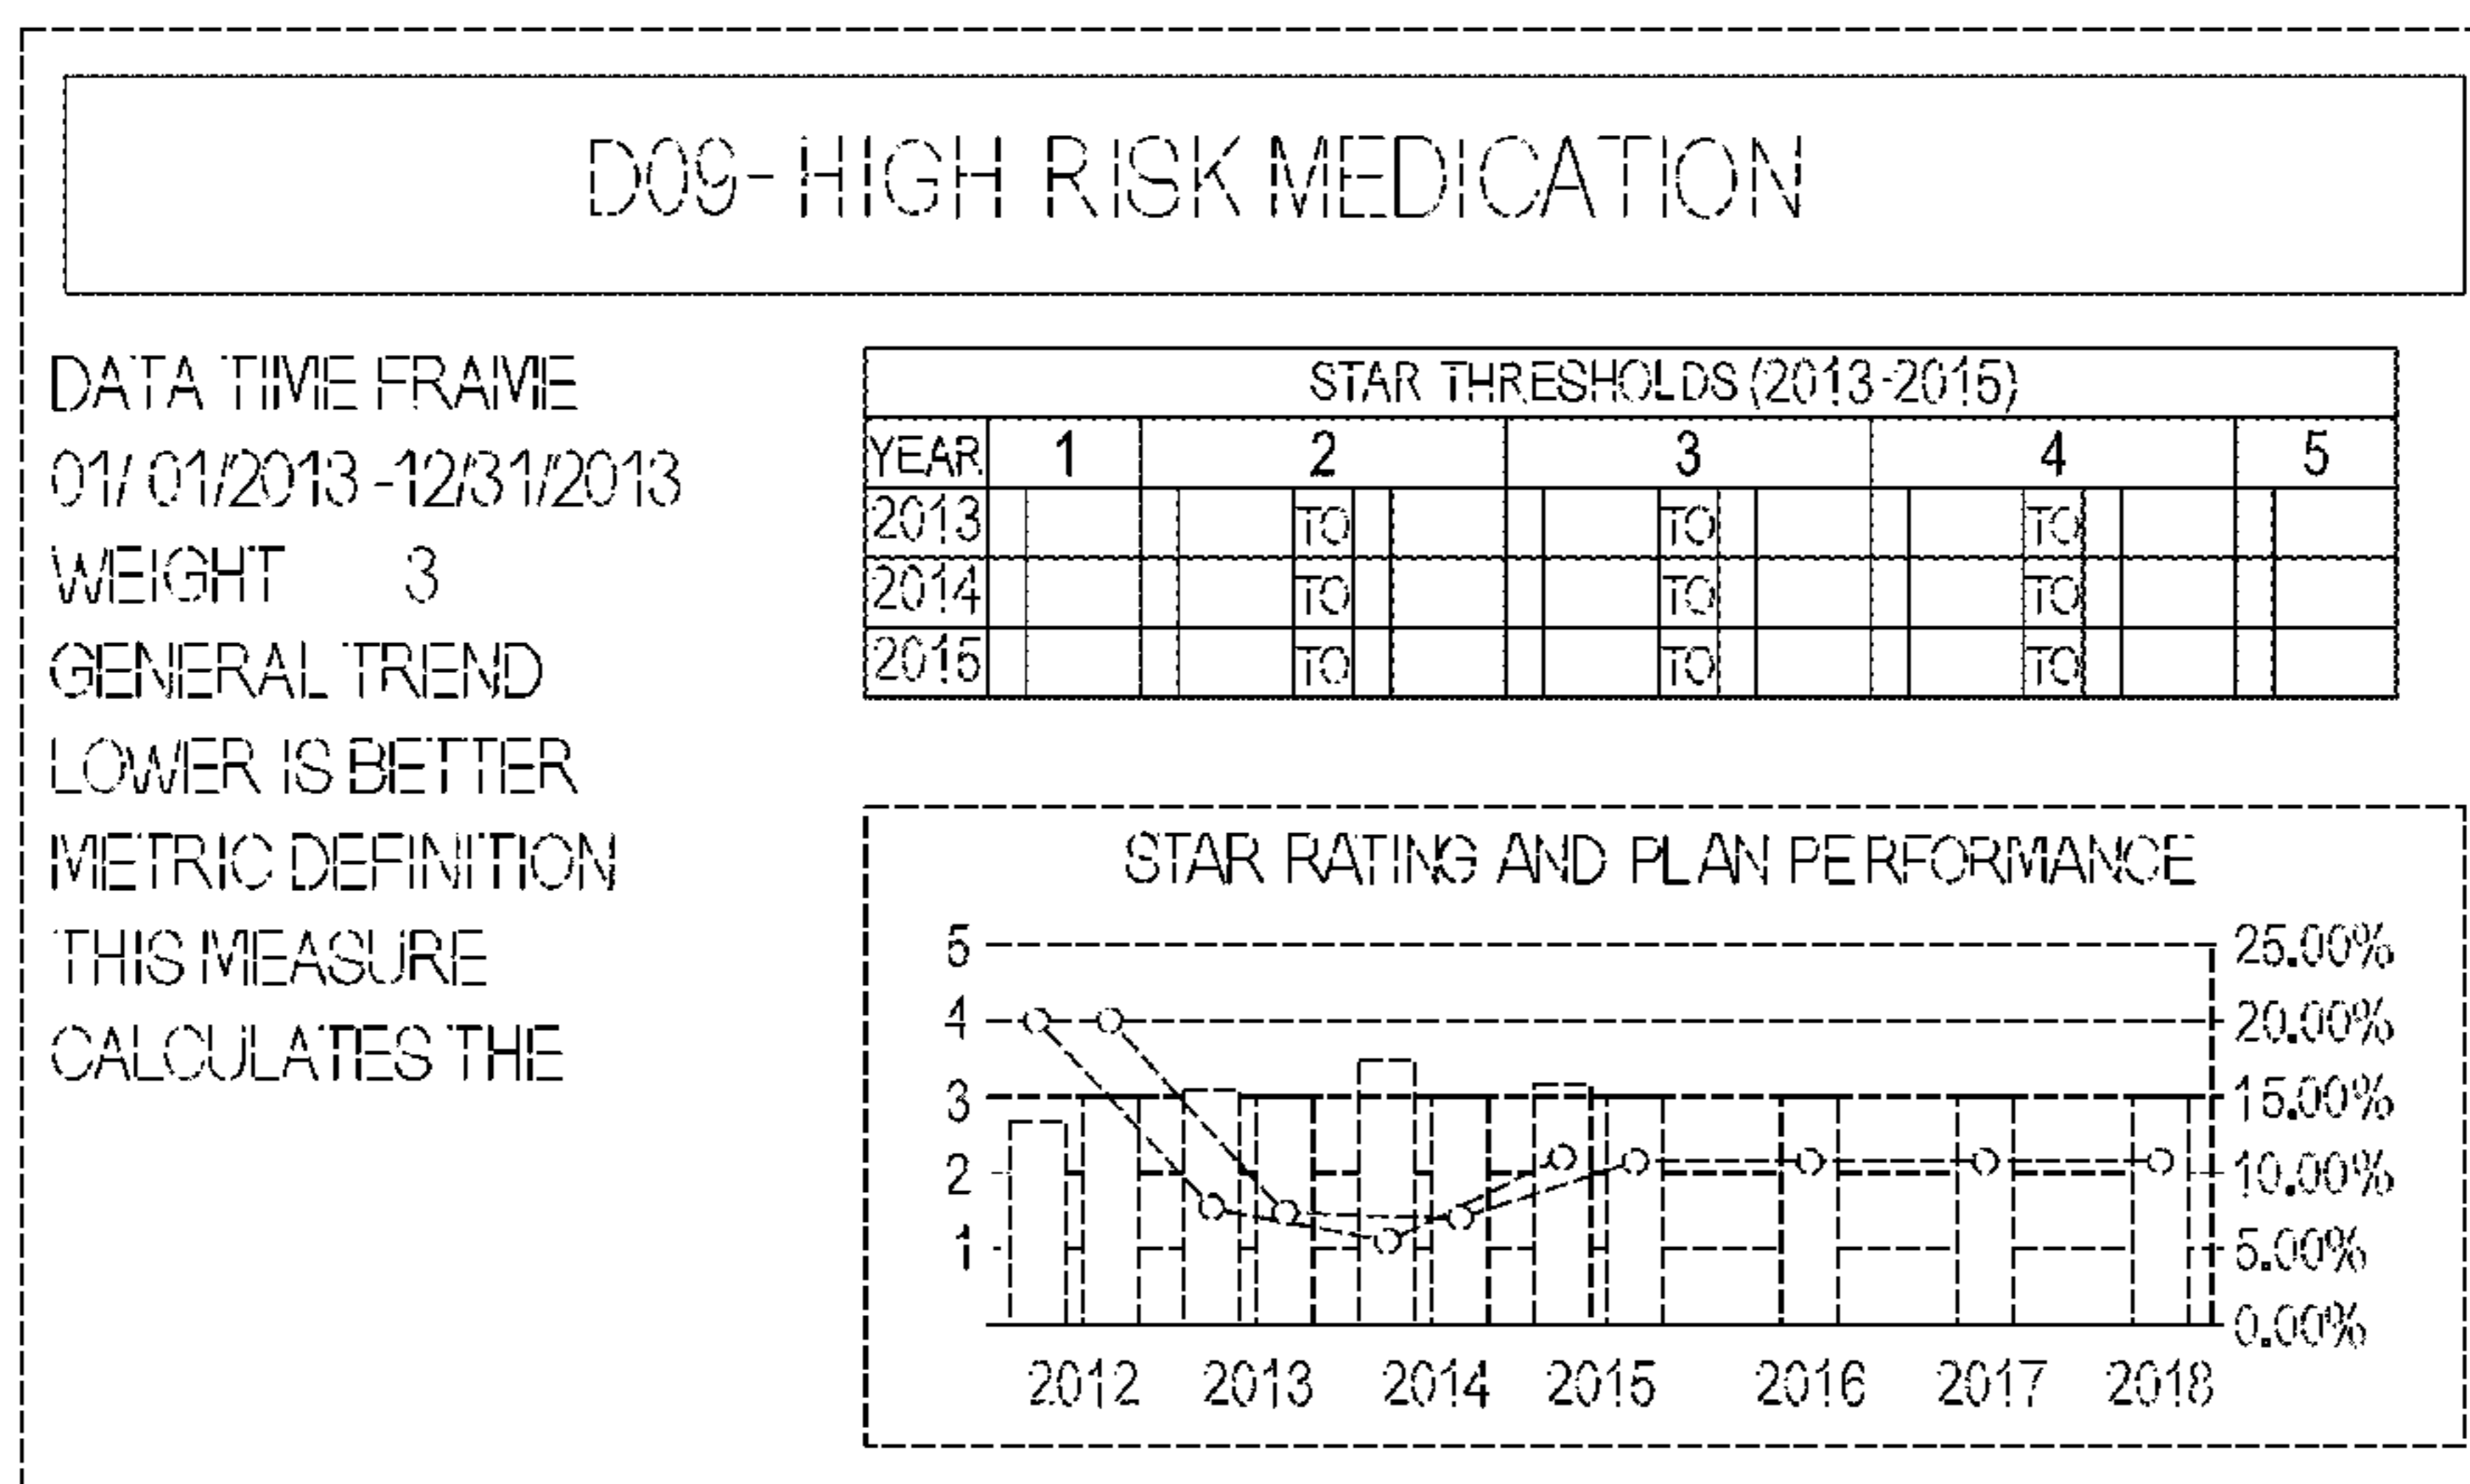 D09- HIGH RISK MEDICATION
DATA TIME FRAME
01/ 01/2013 -12/31/2013
WEIGHT 3
GENERAL TREND
LOWER IS BETTER
METRIC DEFINITION
THIS MEASURE
CALCULATES THE
STAR THRESHOLDS (2013-2015)
YEAR 1 2 3 4 5
2013 TO TO TO
2014 TO TO TO
2015 TO TO TO
STAR RATING AND PLAN PERFORMANCE
5 25.00%
4 20.00%
3 15.00%
2 10.00%
1 5.00%
0.00%
2012 2013 2014 2015 2016 2017 2018